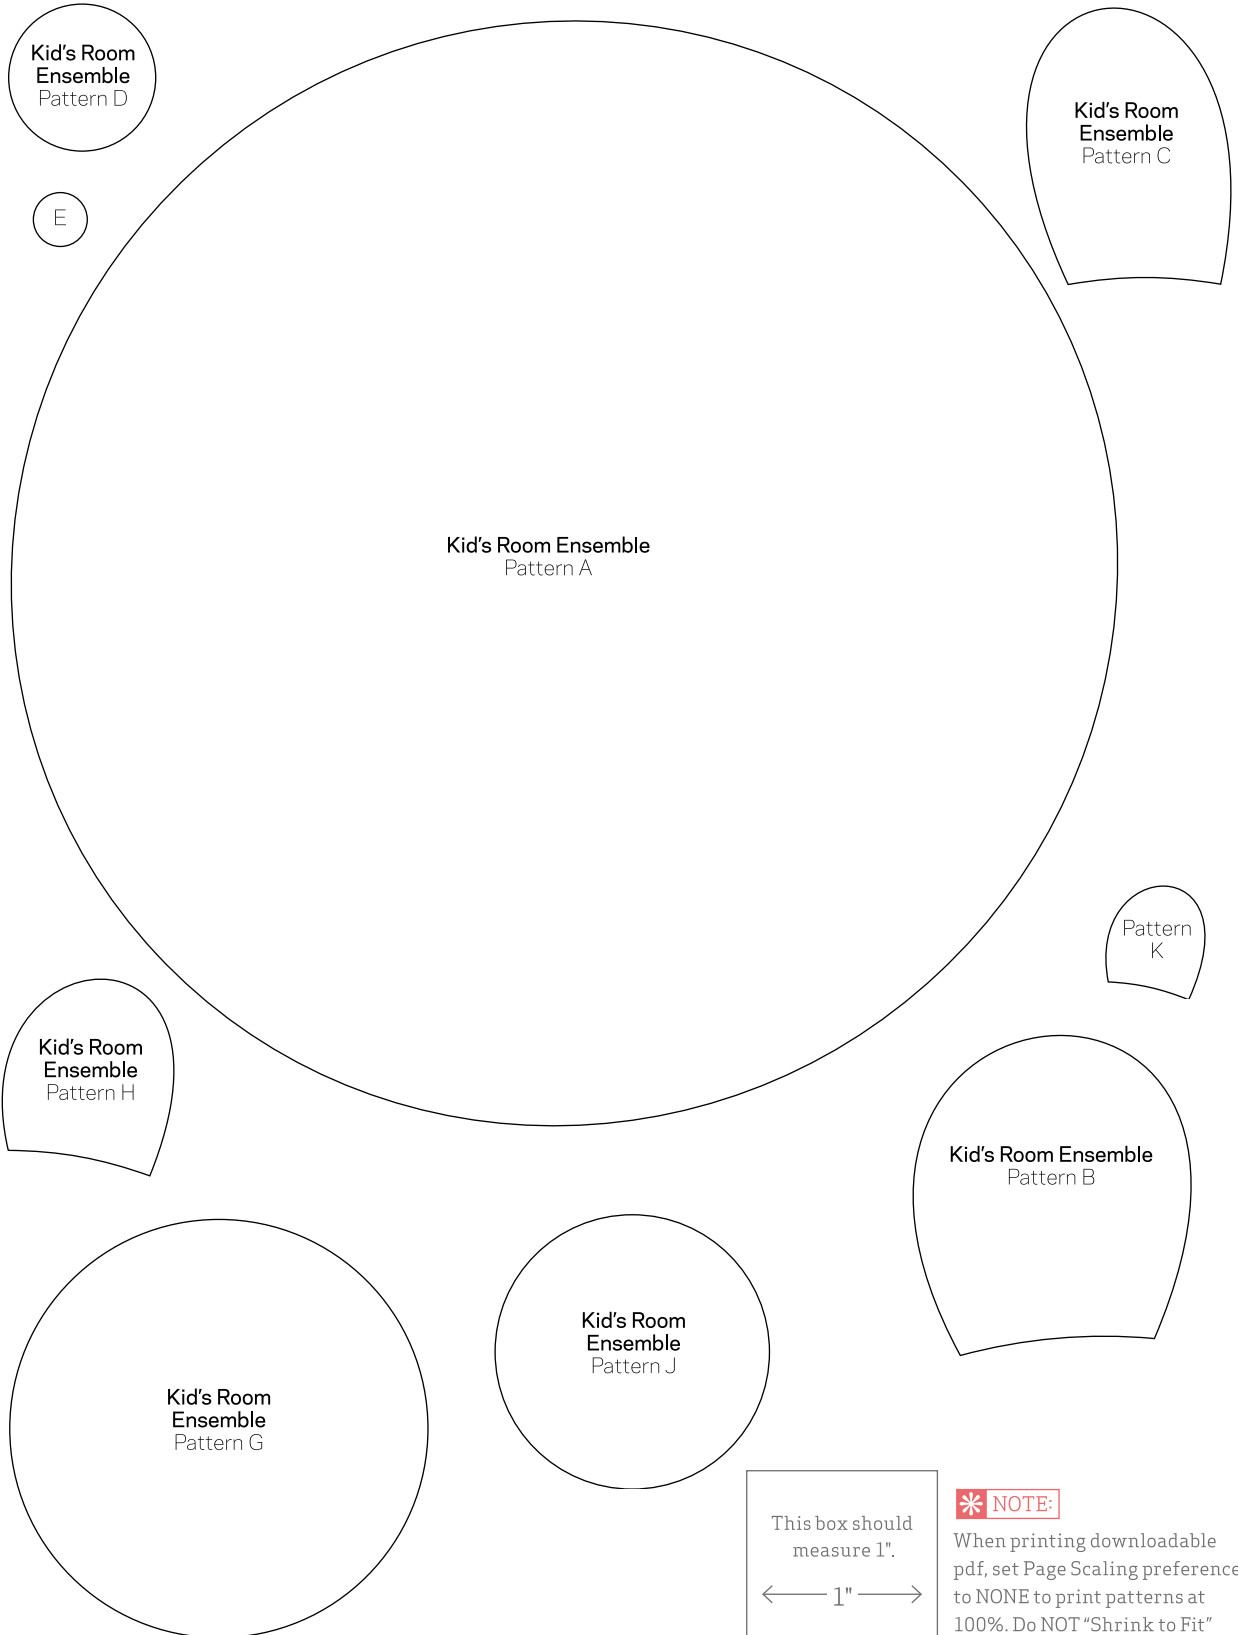 Kid's Room
Ensemble
Pattern D
Kid's Room
Ensemble
Pattern C
E
Kid's Room Ensemble
Pattern A
Pattern
K
Kid's Room
Ensemble
Pattern H
Kid's Room Ensemble
Pattern B
Kid's Room
Ensemble
Pattern J
Kid's Room
Ensemble
Pattern G
This box should
measure 1".
1"
NOTE:
When printing downloadable
pdf, set Page Scaling preference
to NONE to print patterns at
100%. Do NOT “Shrink to Fit”